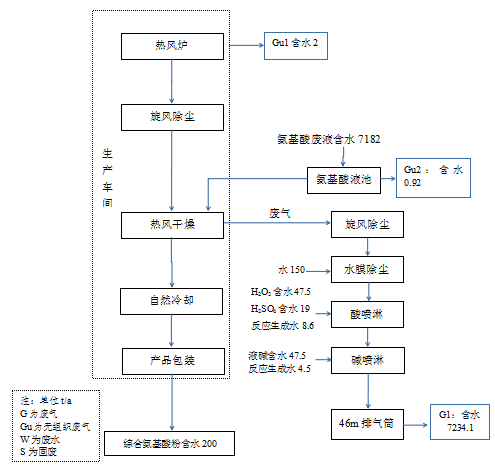 热风炉
Gu1 含水 2
旋风除尘
生产车间
氨基酸废液含水 7182
氨基酸液池
Gu2：含水
0.92
热风干燥
废气
旋风除尘
水 150
水膜除尘
自然冷却
H₂O₂ 含水 47.5
H₂SO₄ 含水 19
反应生成水 8.6
酸喷淋
产品包装
液碱含水 47.5
反应生成水 4.5
碱喷淋
注：单位 t/a
G 为废气
Gu 为无组织废气
W 为废水
S 为固废
综合氨基酸粉含水 200
46m 排气筒
G1：含水
7234.1